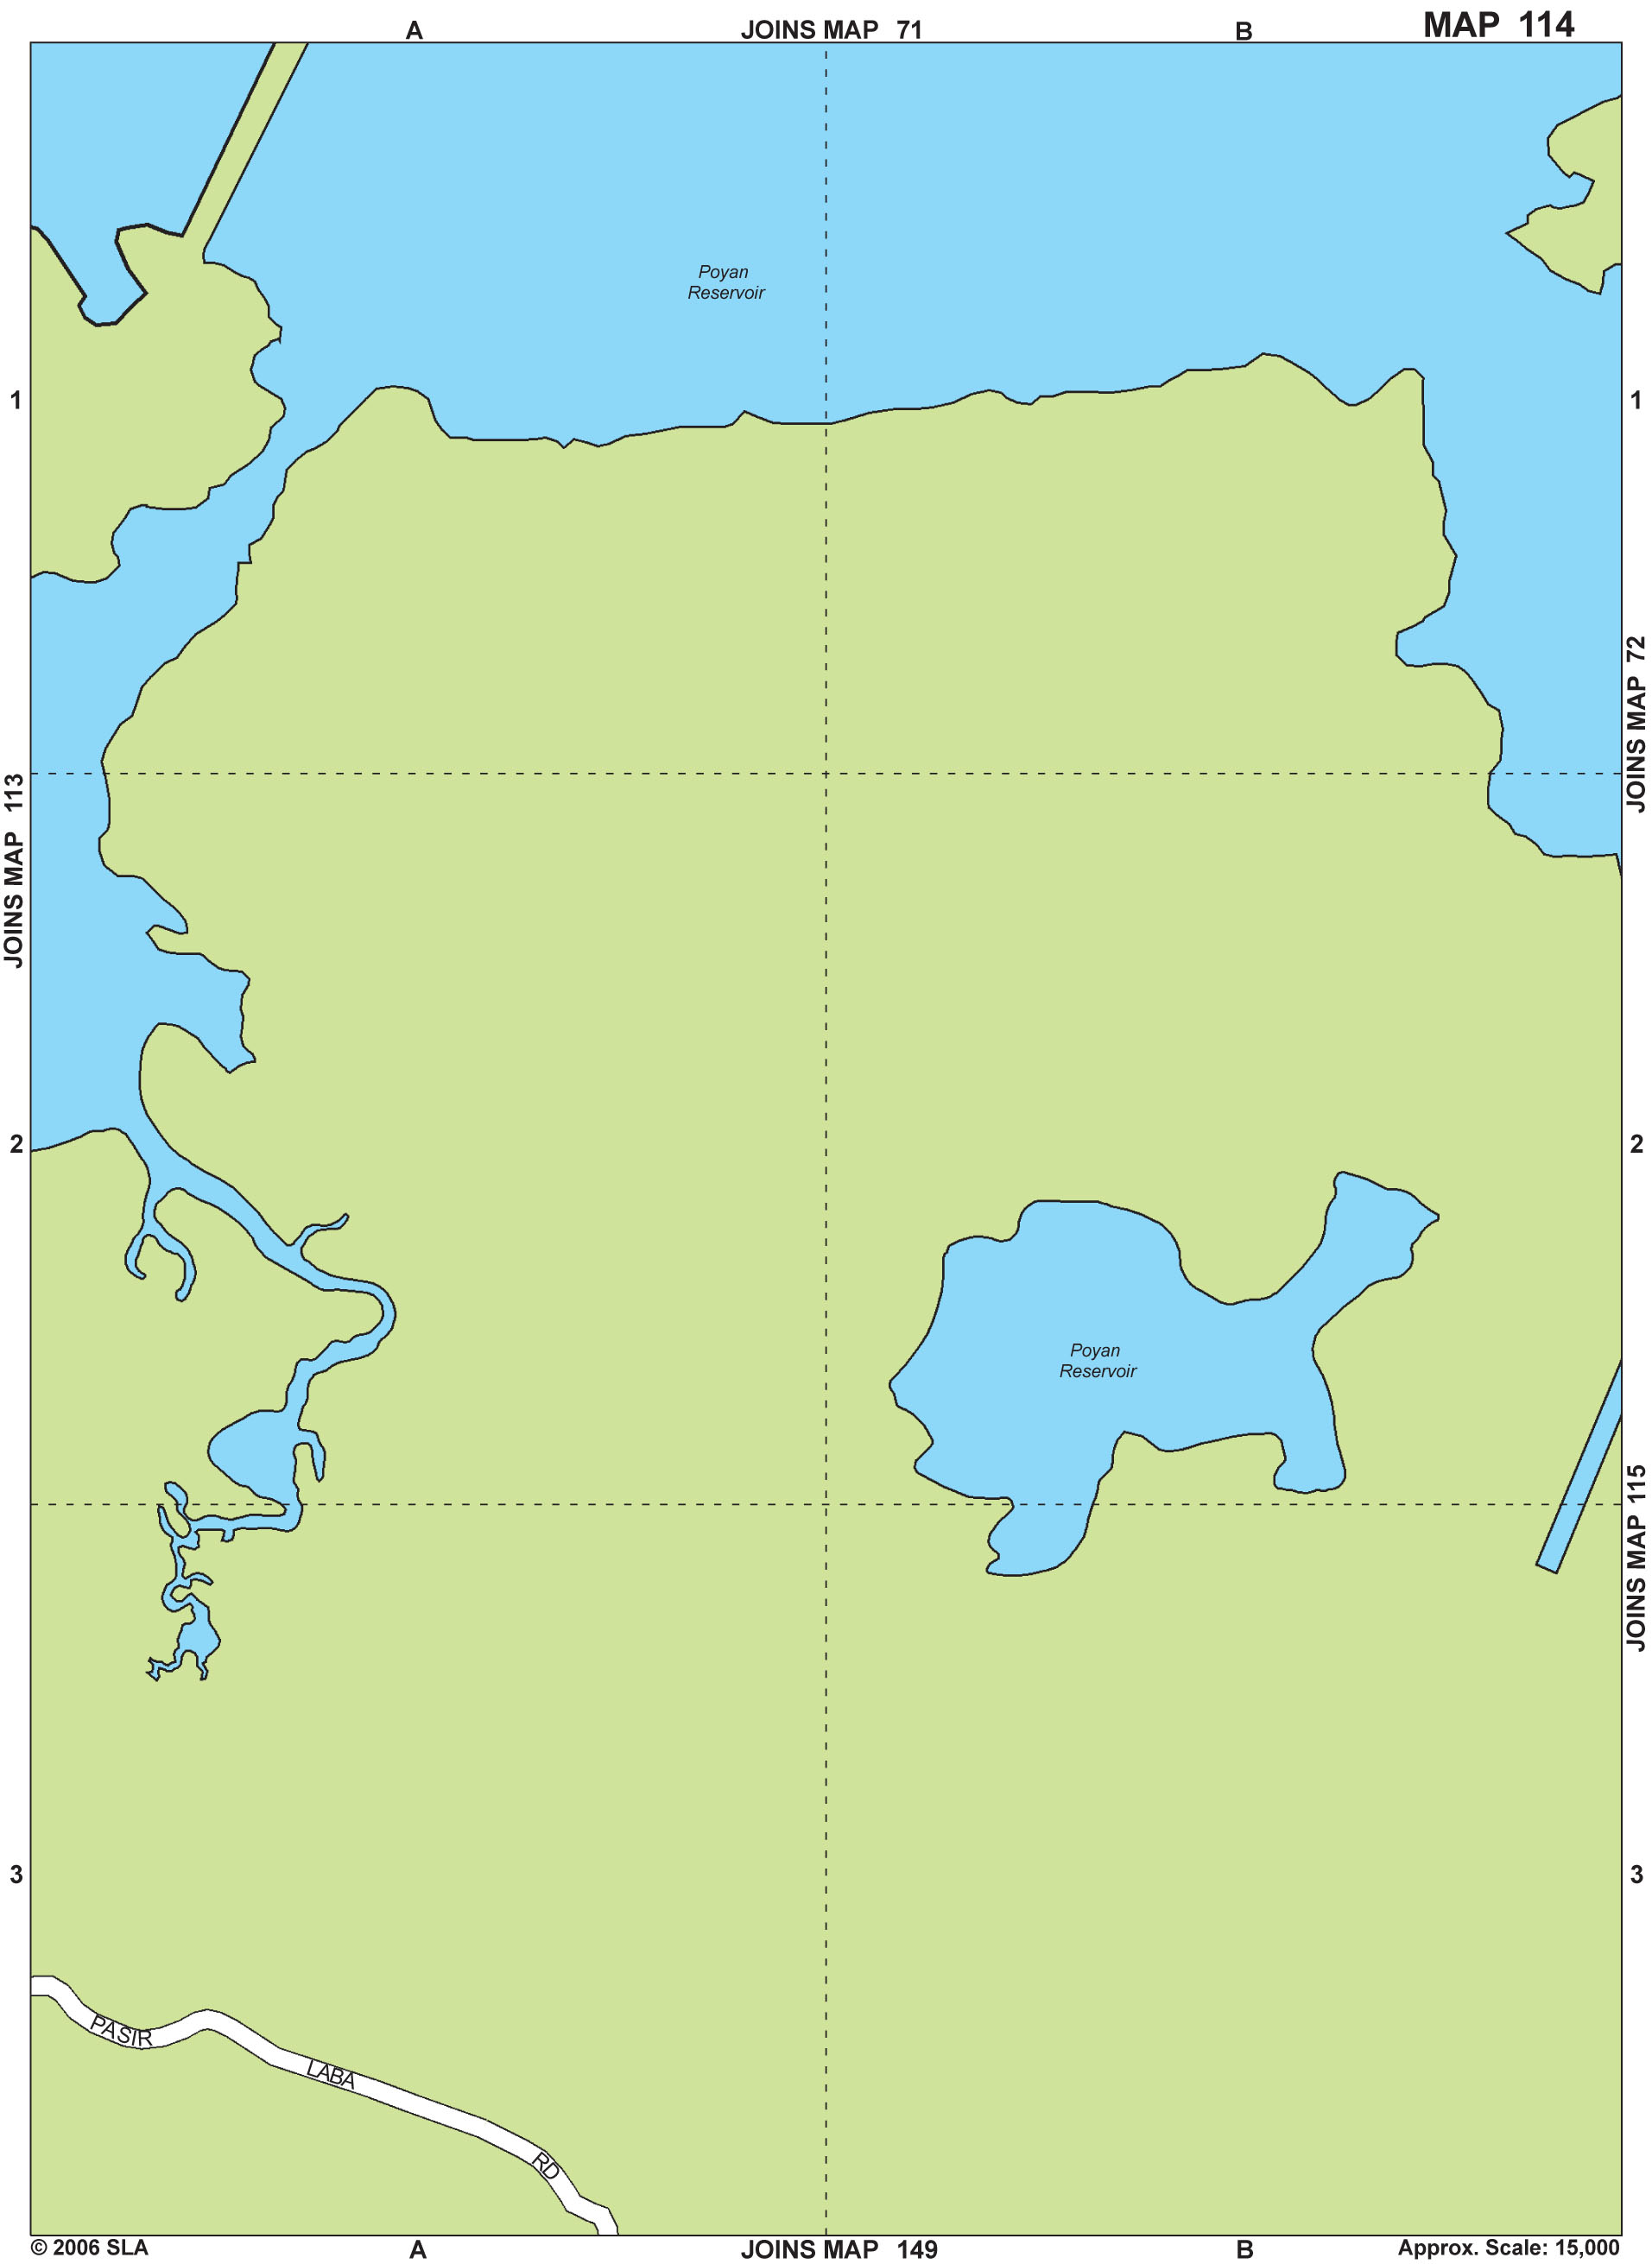 A JOINS MAP 71 B MAP 114
Poyan
Reservoir
1 1
JOINS MAP 72
JOINS MAP 113
2 2
Poyan
Reservoir
JOINS MAP 115
3 3
PASIR LABA RD
© 2006 SLA A JOINS MAP 149 B Approx. Scale: 15,000